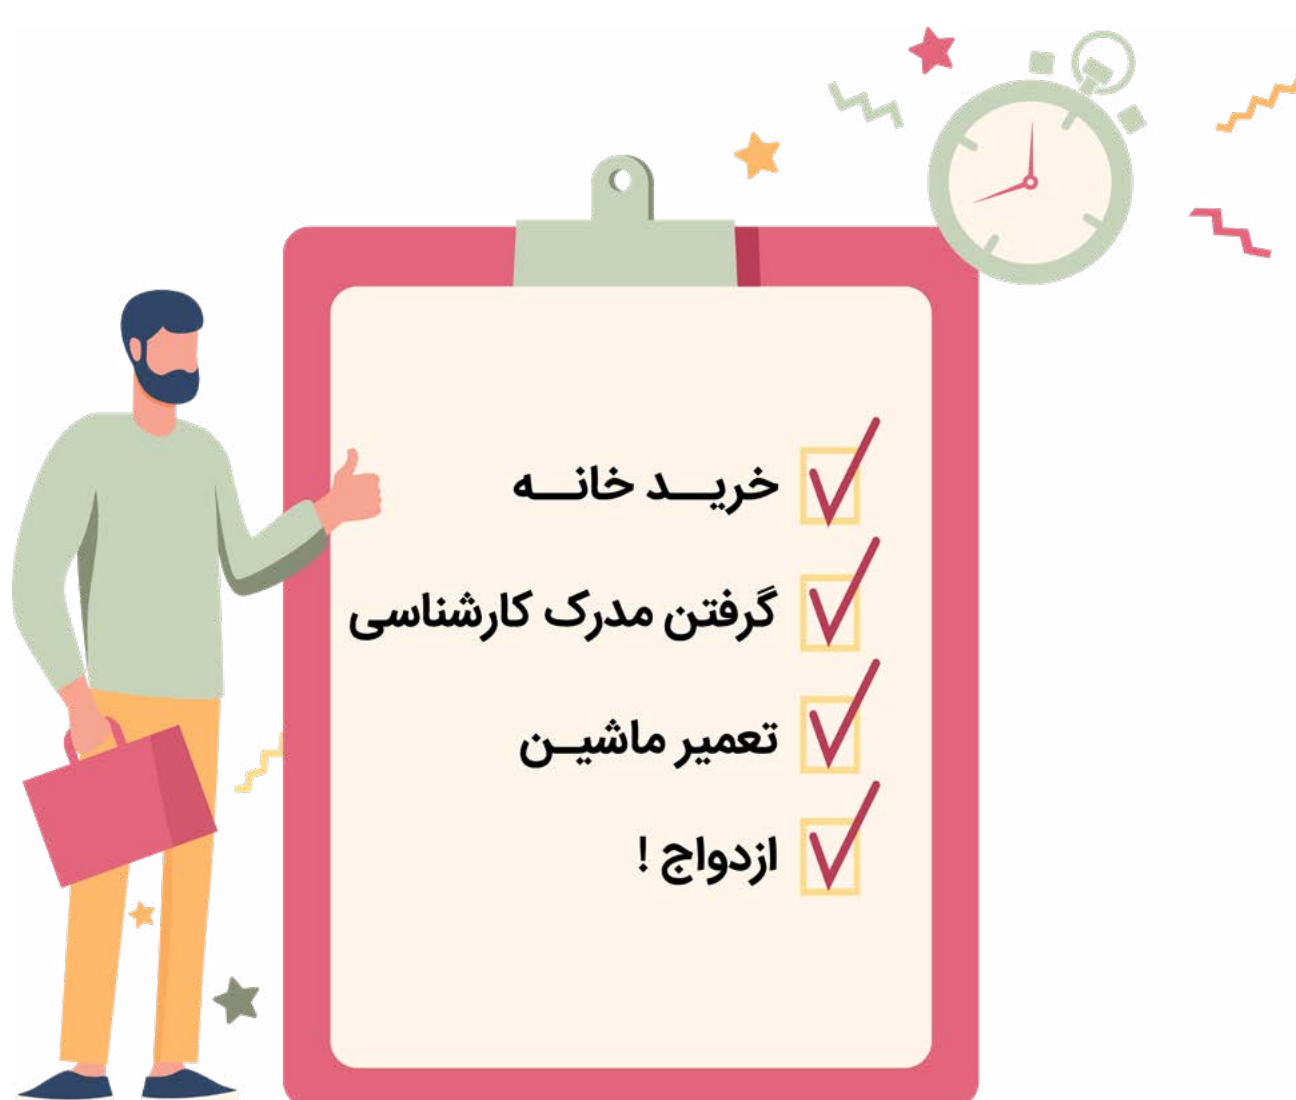 خرید خانه
گرفتن مدرک کارشناسی
تعمیر ماشین
ازدواج !